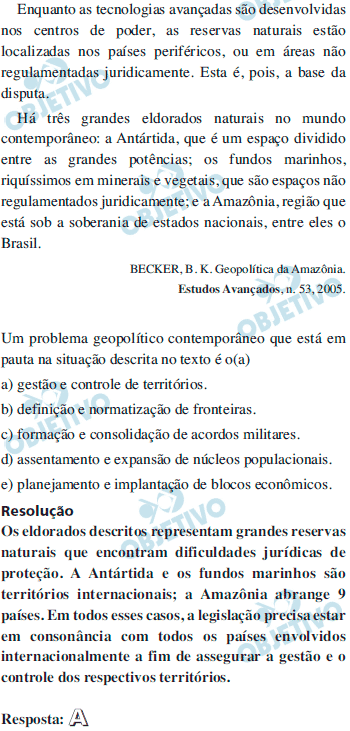 Enquanto as tecnologias avançadas são desenvolvidas
nos centros de poder, as reservas naturais estão
localizadas nos países periféricos, ou em áreas não
regulamentadas juridicamente. Esta é, pois, a base da
disputa.
Há três grandes eldorados naturais no mundo
contemporâneo: a Antártida, que é um espaço dividido
entre as grandes potências; os fundos marinhos,
riquíssimos em minerais e vegetais, que são espaços não
regulamentados juridicamente; e a Amazônia, região que
está sob a soberania de estados nacionais, entre eles o
Brasil.
BECKER, B. K. Geopolítica da Amazônia.
Estudos Avançados, n. 53, 2005.
Um problema geopolítico contemporâneo que está em
pauta na situação descrita no texto é o(a)
a) gestão e controle de territórios.
b) definição e normatização de fronteiras.
c) formação e consolidação de acordos militares.
d) assentamento e expansão de núcleos populacionais.
e) planejamento e implantação de blocos econômicos.
Resolução
Os eldorados descritos representam grandes reservas
naturais que encontram dificuldades jurídicas de
proteção. A Antártida e os fundos marinhos são
territórios internacionais; a Amazônia abrange 9
países. Em todos esses casos, a legislação precisa estar
em consonância com todos os países envolvidos
internacionalmente a fim de assegurar a gestão e o
controle dos respectivos territórios.
Resposta: A
OBJETIVO
OBJETIVO
OBJETIVO
OBJETIVO
OBJETIVO
OBJETIVO
OBJETIVO